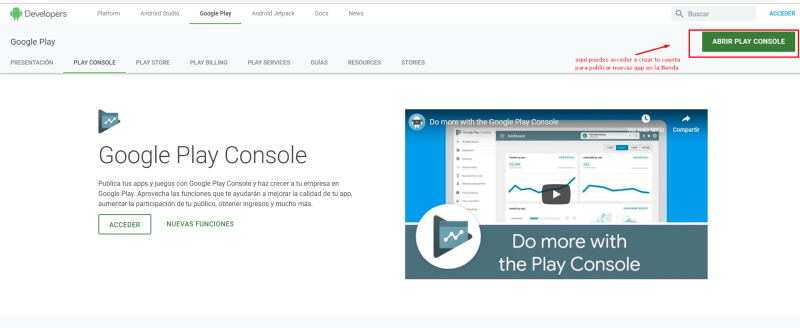 Developers
Platform
Android Studio
Google Play
Android Jetpack
Docs
News
Buscar
ACCEDER
Google Play
ABRIR PLAY CONSOLE
aqui puedes acceder a crear tu cuenta
para publicar nuevas app en la tienda
PRESENTACIÓN
PLAY CONSOLE
PLAY STORE
PLAY BILLING
PLAY SERVICES
GUÍAS
RESOURCES
STORIES
Google Play Console
Publica tus apps y juegos con Google Play Console y haz crecer a tu empresa en
Google Play. Aprovecha las funciones que te ayudarán a mejorar la calidad de tu app,
aumentar la participación de tu público, obtener ingresos y mucho más.
ACCEDER
NUEVAS FUNCIONES
Do more with the Google Play Console
Ver más tarde
Compartir
Dashboard
Do more with
the Play Console